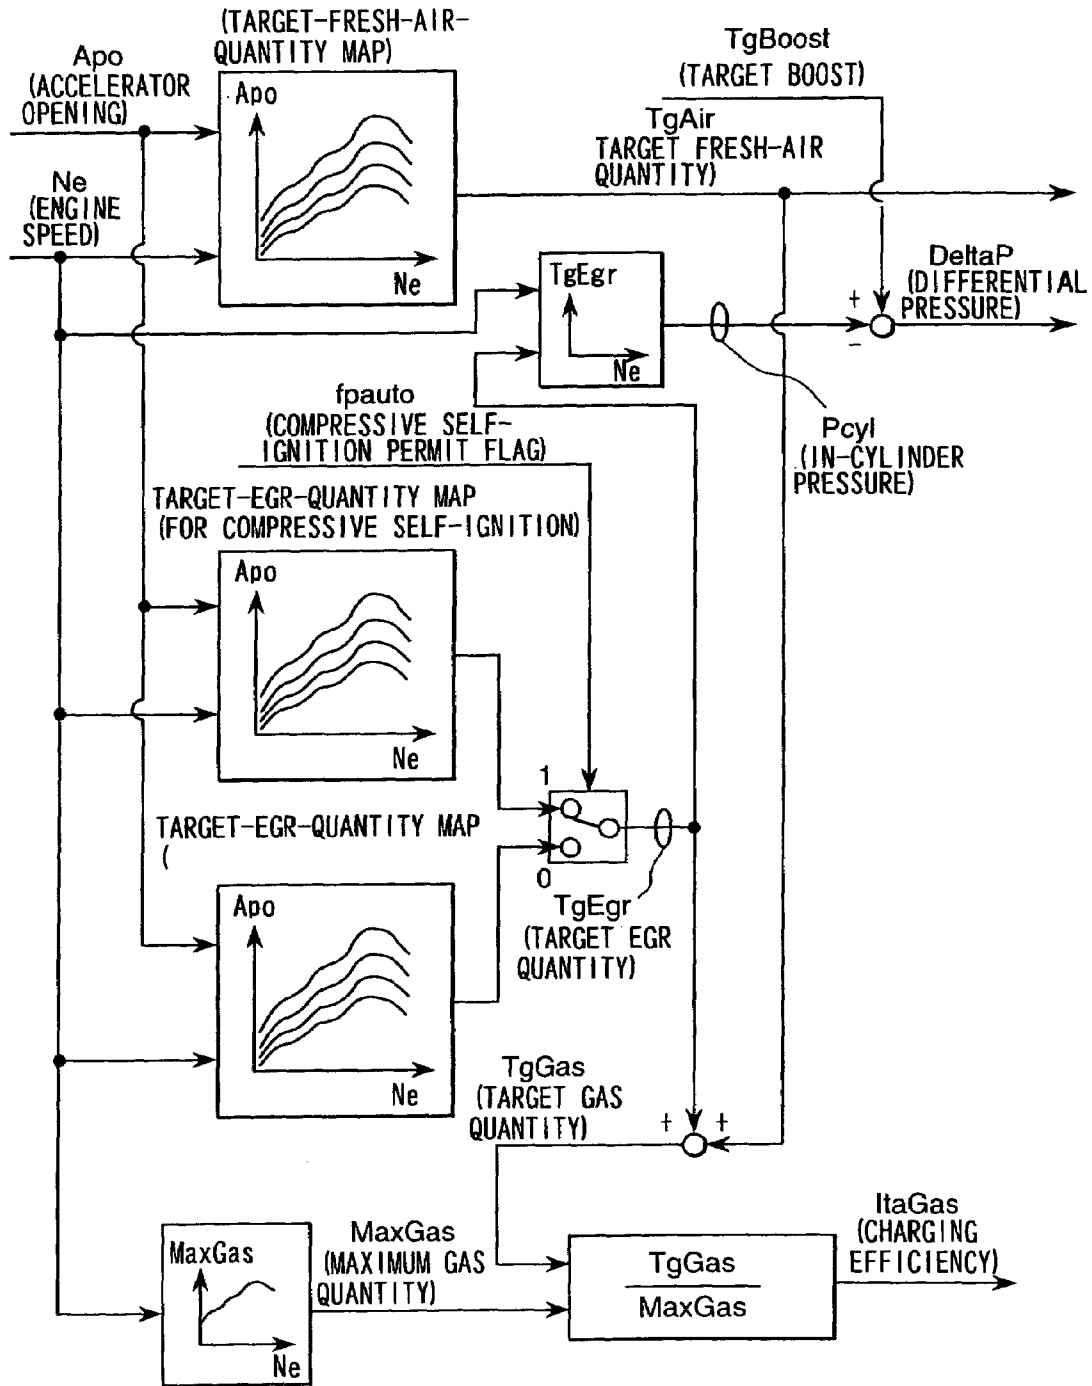 (TARGET-FRESH-AIR-
QUANTITY MAP)
Apo
(ACCELERATOR
OPENING)
Ne
(ENGINE
SPEED)
Apo
Ne
TgBoost
(TARGET BOOST)
TgAir
TARGET FRESH-AIR
QUANTITY)
TgEgr
Ne
DeltaP
(DIFFERENTIAL
PRESSURE)
+
-
Pcyl
(IN-CYLINDER
PRESSURE)
fpauto
(COMPRESSIVE SELF-
IGNITION PERMIT FLAG)
TARGET-EGR-QUANTITY MAP
(FOR COMPRESSIVE SELF-IGNITION)
Apo
Ne
1
0
TARGET-EGR-QUANTITY MAP
(
Apo
Ne
TgEgr
(TARGET EGR
QUANTITY)
TgGas
(TARGET GAS
QUANTITY)
+ +
MaxGas
Ne
MaxGas
(MAXIMUM GAS
QUANTITY)
TgGas
MaxGas
ItaGas
(CHARGING
EFFICIENCY)